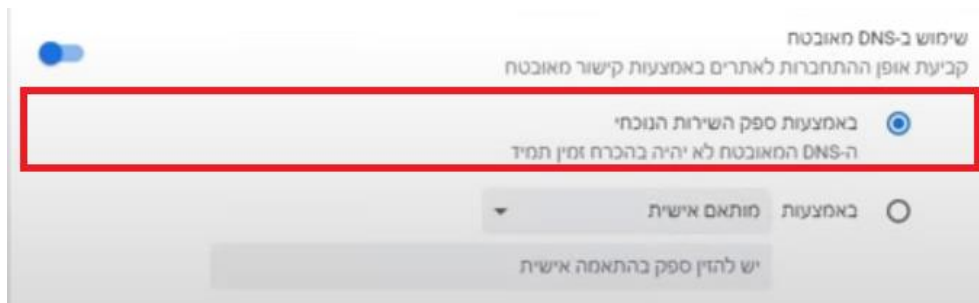 שימוש ב-DNS מאובטח
קביעת אופן ההתחברות לאתרים באמצעות קישור מאובטח
באמצעות ספק השירות הנוכחי
ה-DNS המאובטח לא יהיה בהכרח זמין תמיד
באמצעות מותאם אישית
יש להזין ספק בהתאמה אישית